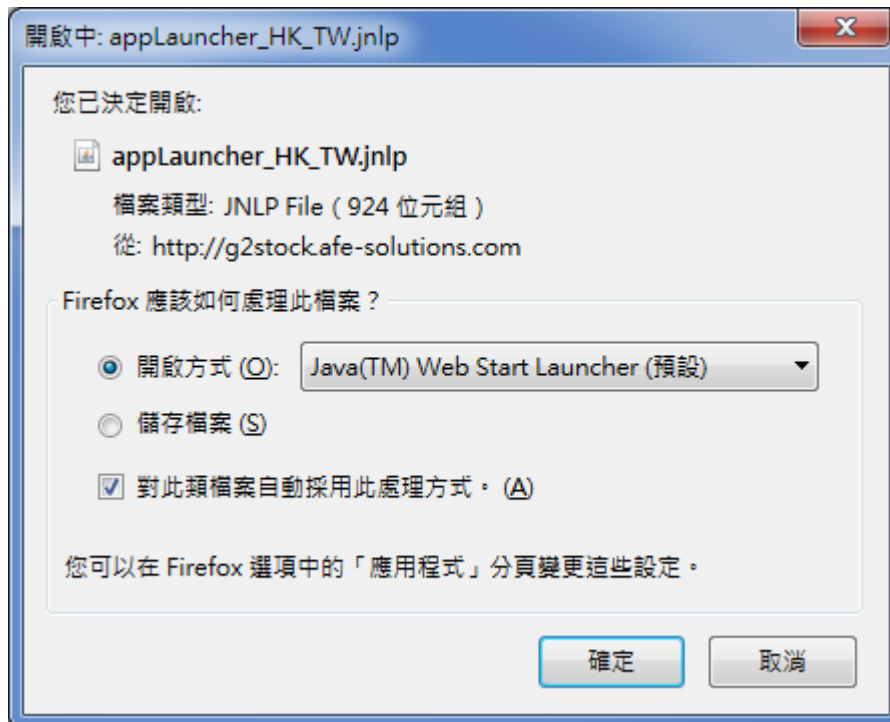 開啟中: appLauncher_HK_TW.jnlp
您已決定開啟:
appLauncher_HK_TW.jnlp
檔案類型: JNLP File ( 924 位元組 )
從: http://g2stock.afe-solutions.com
Firefox 應該如何處理此檔案？
開啟方式 (O): Java(TM) Web Start Launcher (預設)
儲存檔案 (S)
對此類檔案自動採用此處理方式。 (A)
您可以在 Firefox 選項中的「應用程式」分頁變更這些設定。
確定 取消